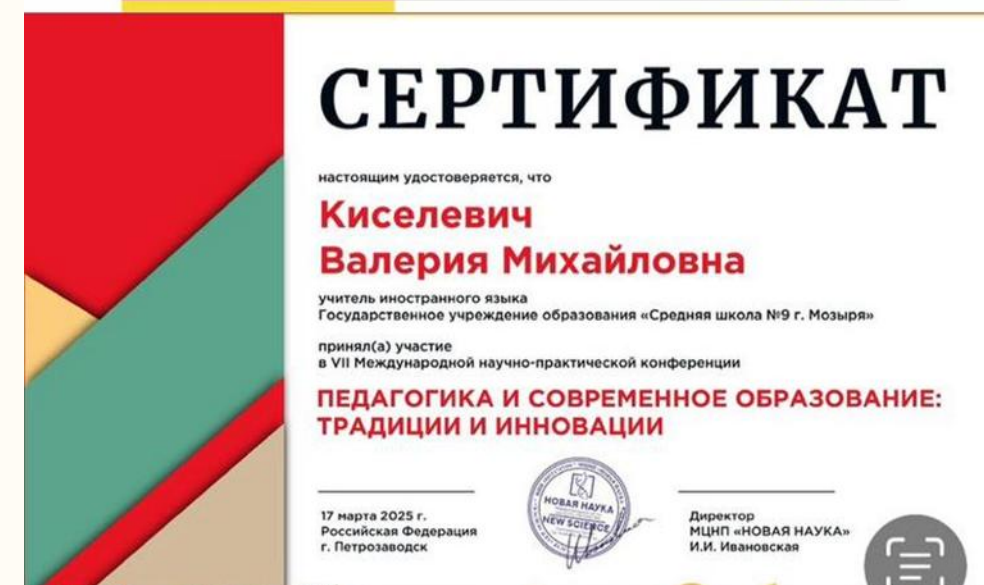 СЕРТИФИКАТ
настоящим удостоверяется, что
Киселевич
Валерия Михайловна
учитель иностранного языка
Государственное учреждение образования «Средняя школа №9 г. Мозыря»
принял(а) участие
в VII Международной научно-практической конференции
ПЕДАГОГИКА И СОВРЕМЕННОЕ ОБРАЗОВАНИЕ:
ТРАДИЦИИ И ИННОВАЦИИ
17 марта 2025 г.
Российская Федерация
г. Петрозаводск
НОВАЯ НАУКА
NEW SCIENCE
Директор
МЦНП «НОВАЯ НАУКА»
И.И. Ивановская